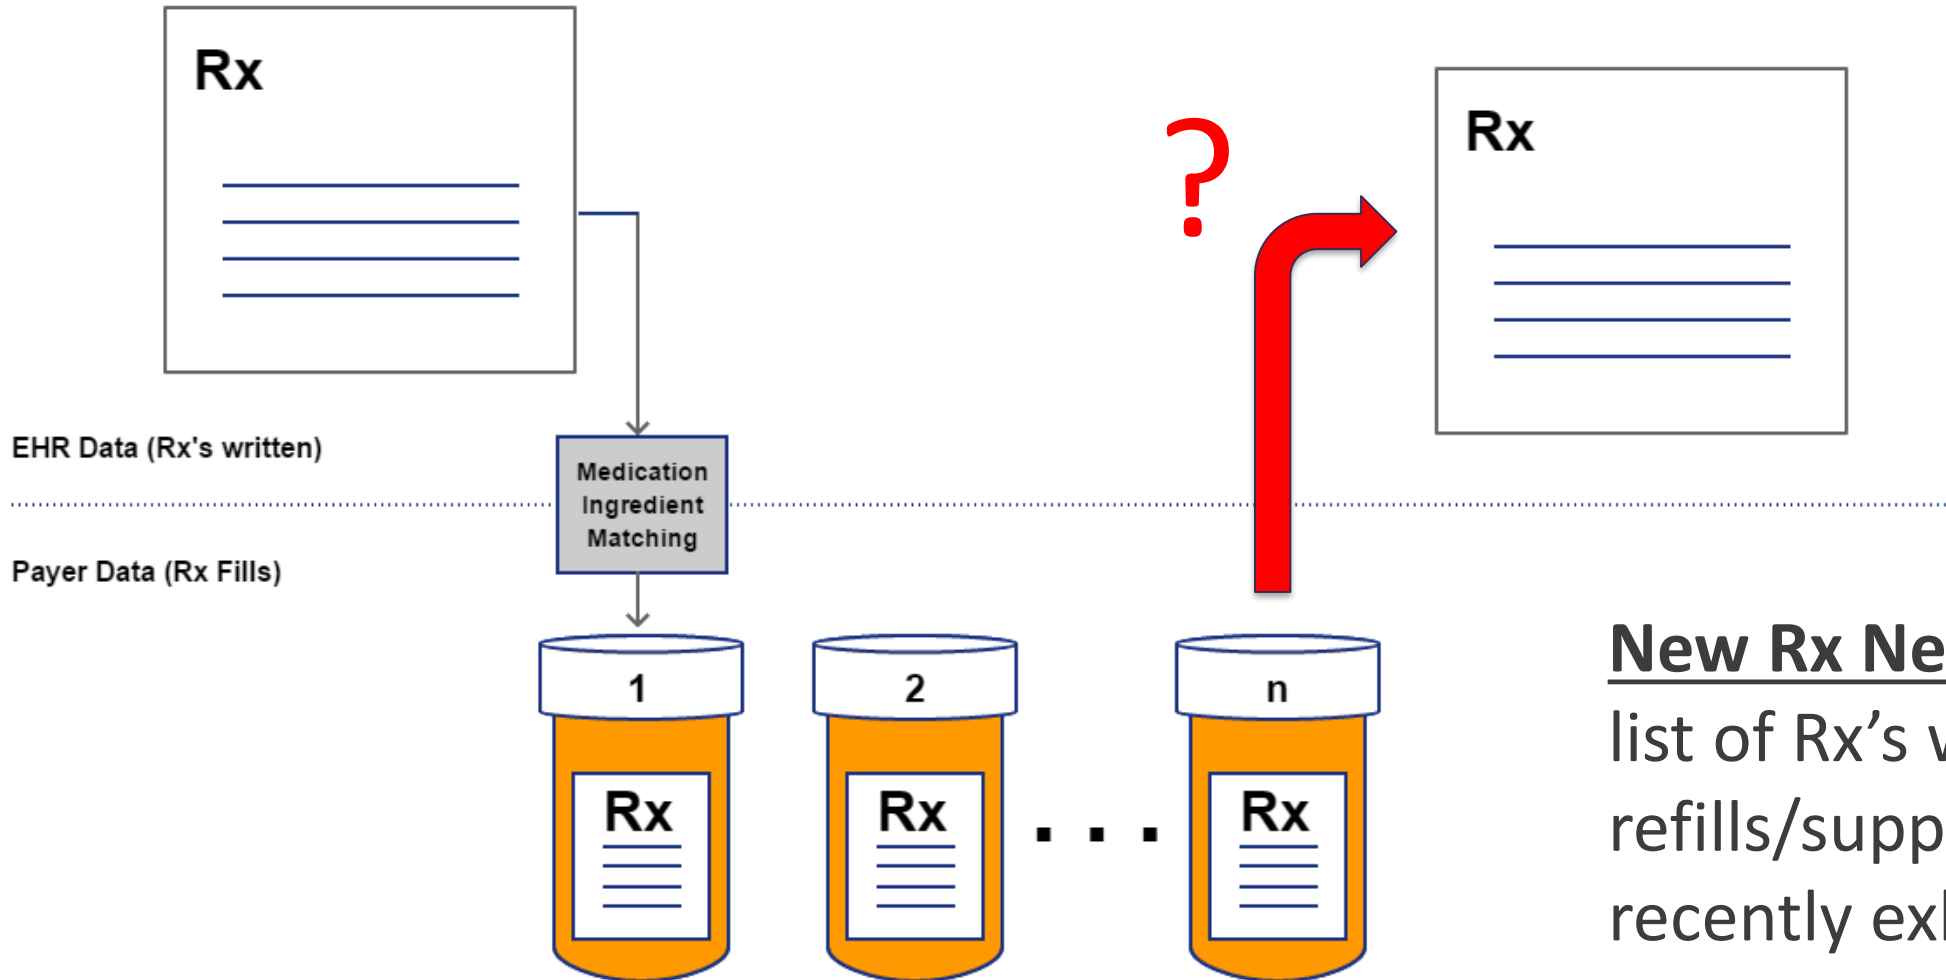 Rx
?
Rx
EHR Data (Rx's written)
Medication
Ingredient
Matching
Payer Data (Rx Fills)
1
2
n
Rx
Rx
. . .
Rx
New Rx Ne
list of Rx’s
refills/supp
recently ex